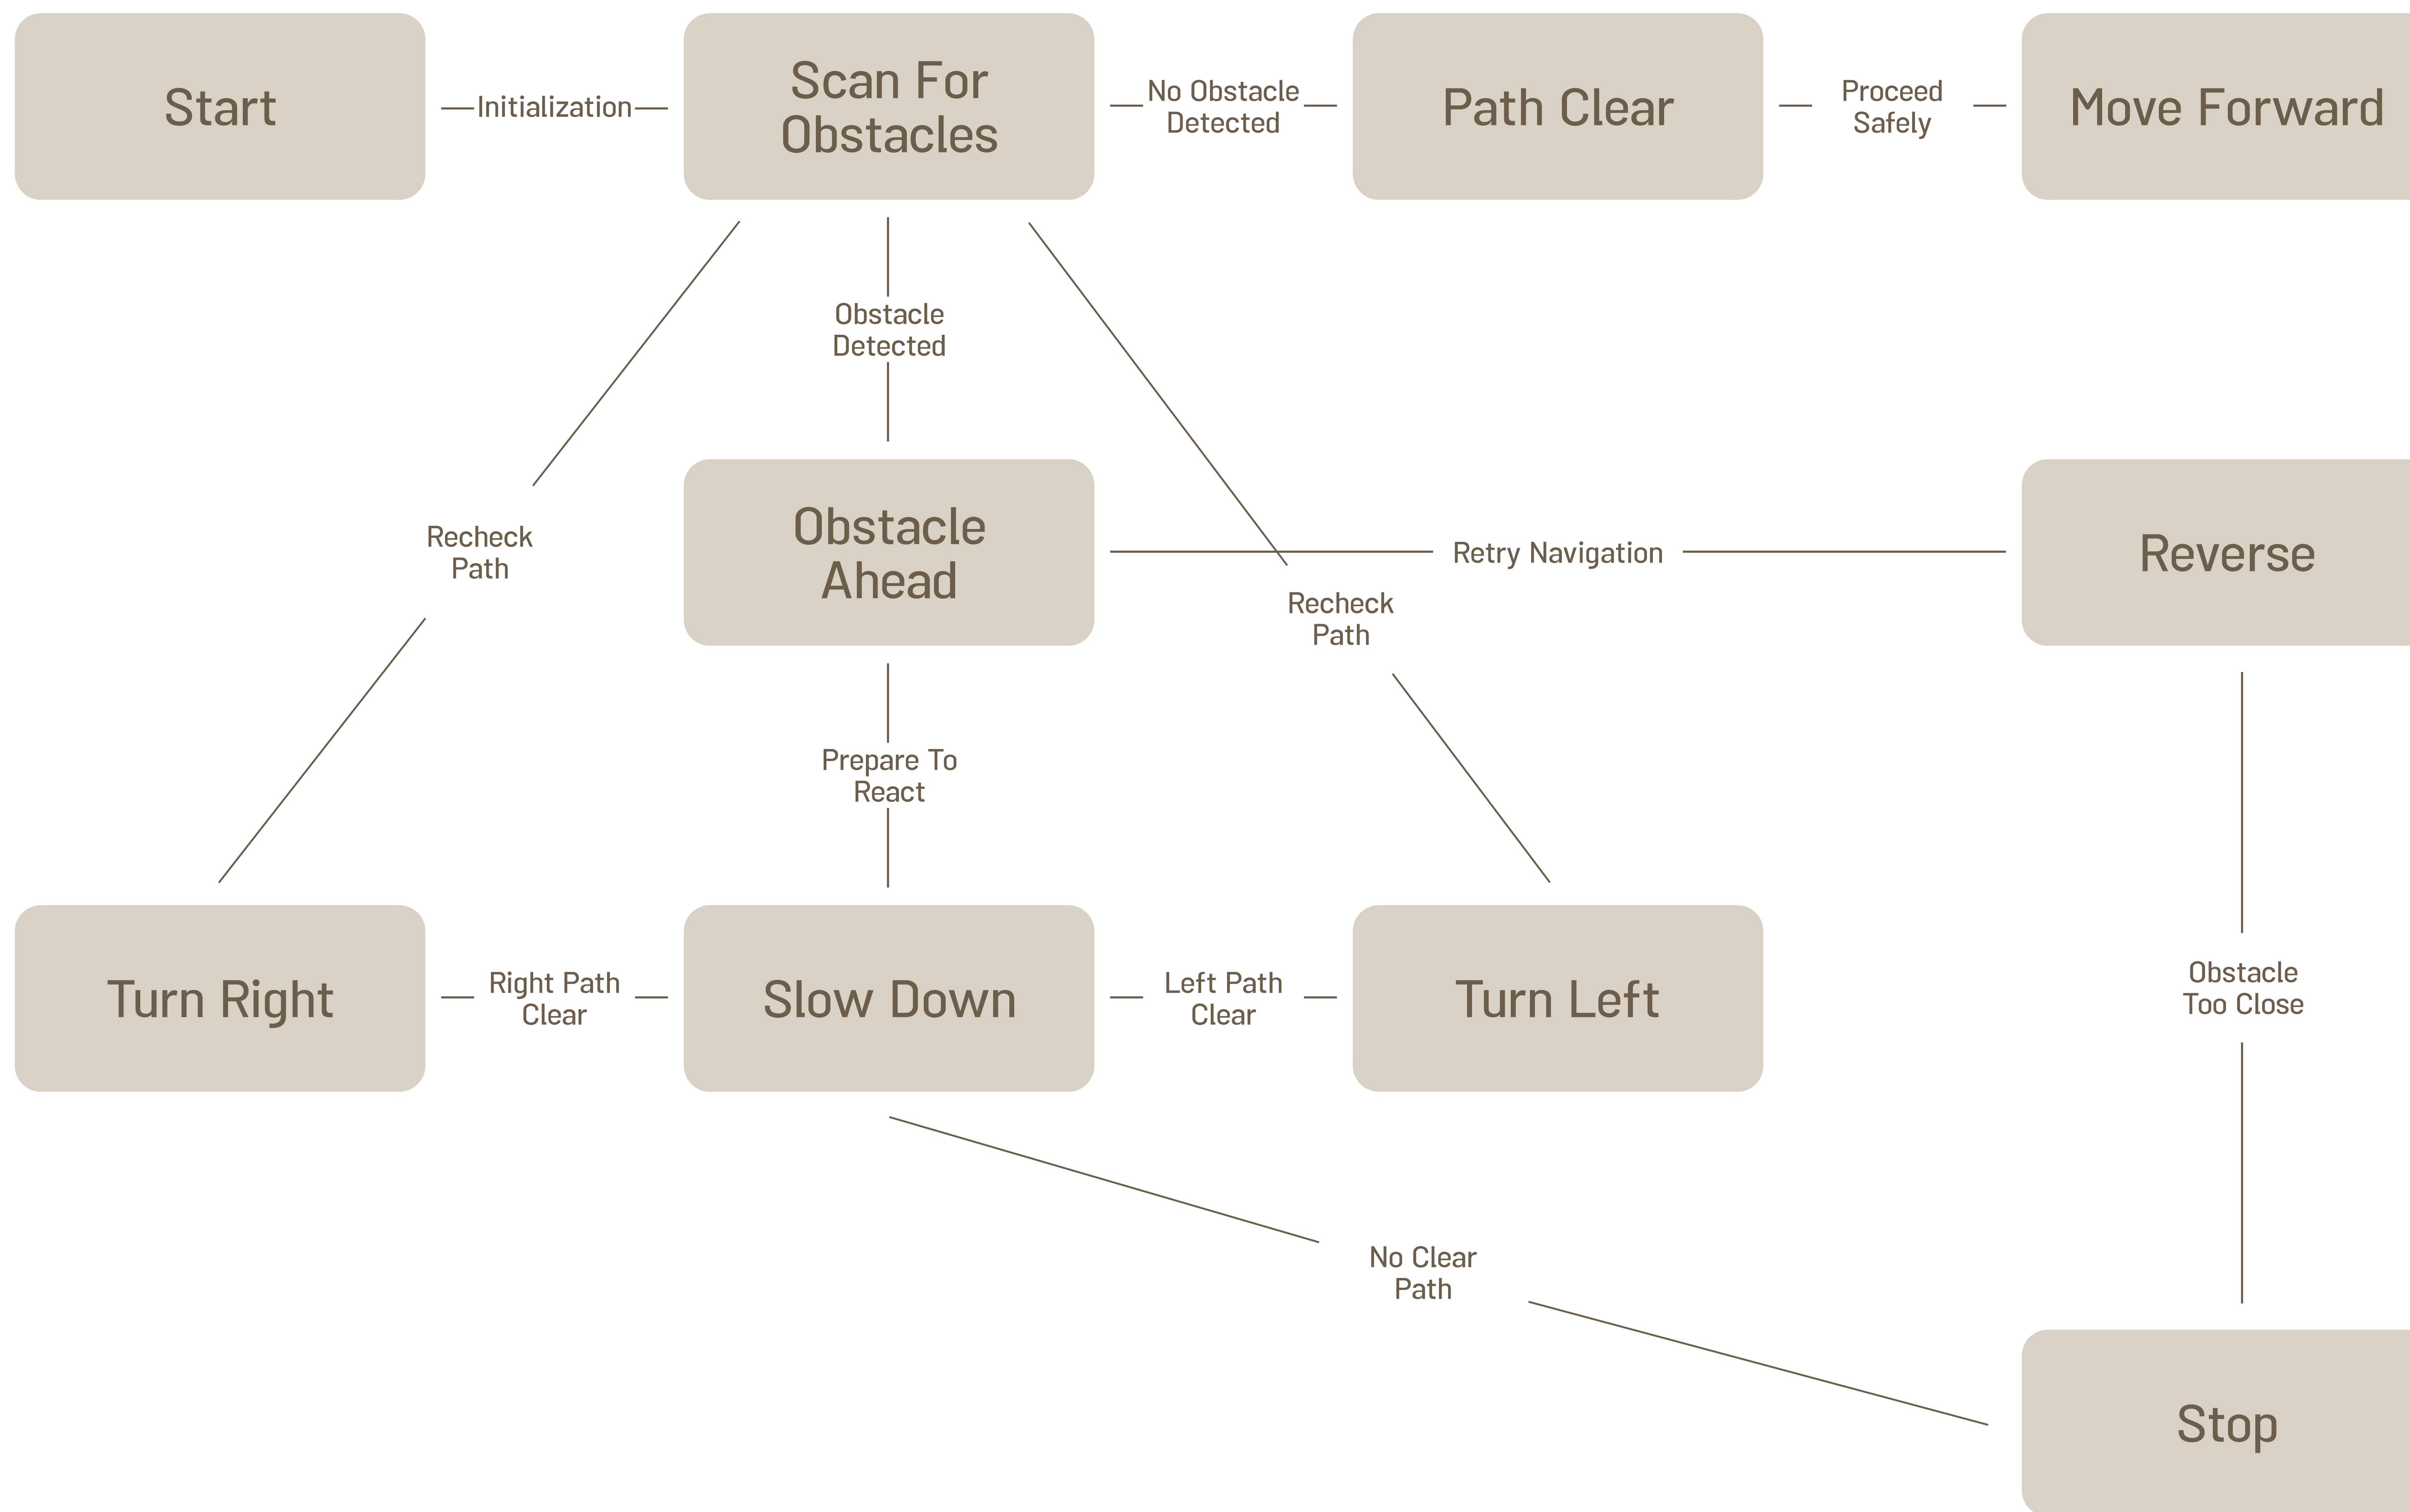 Start
Initialization
Scan For
Obstacles
No Obstacle
Detected
Path Clear
Proceed
Safely
Move Forward
Obstacle
Detected
Recheck
Path
Obstacle
Ahead
Retry Navigation
Reverse
Recheck
Path
Prepare To
React
Turn Right
Right Path
Clear
Slow Down
Left Path
Clear
Turn Left
Obstacle
Too Close
No Clear
Path
Stop